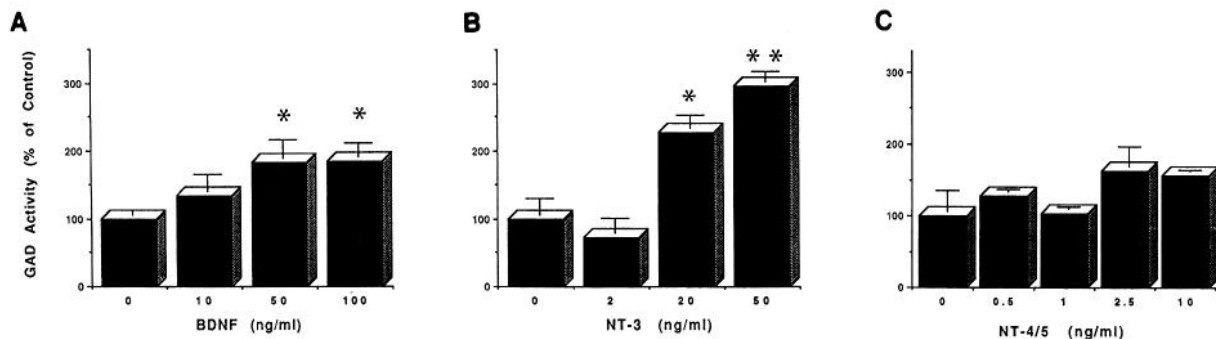 A
GAD Activity (% of Control)
300
200
100
0
*
*
0 10 50 100
BDNF (ng/ml)
B
300
200
100
0
*
**
0 2 20 50
NT-3 (ng/ml)
C
300
200
100
0
0 0.5 1 2.5 10
NT-4/5 (ng/ml)